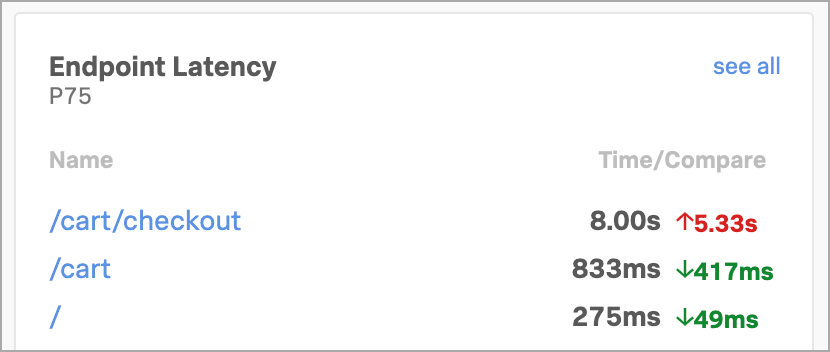 Endpoint Latency see all
P75
Name Time/Compare
/cart/checkout 8.00s ↑5.33s
/cart 833ms ↓417ms
/ 275ms ↓49ms